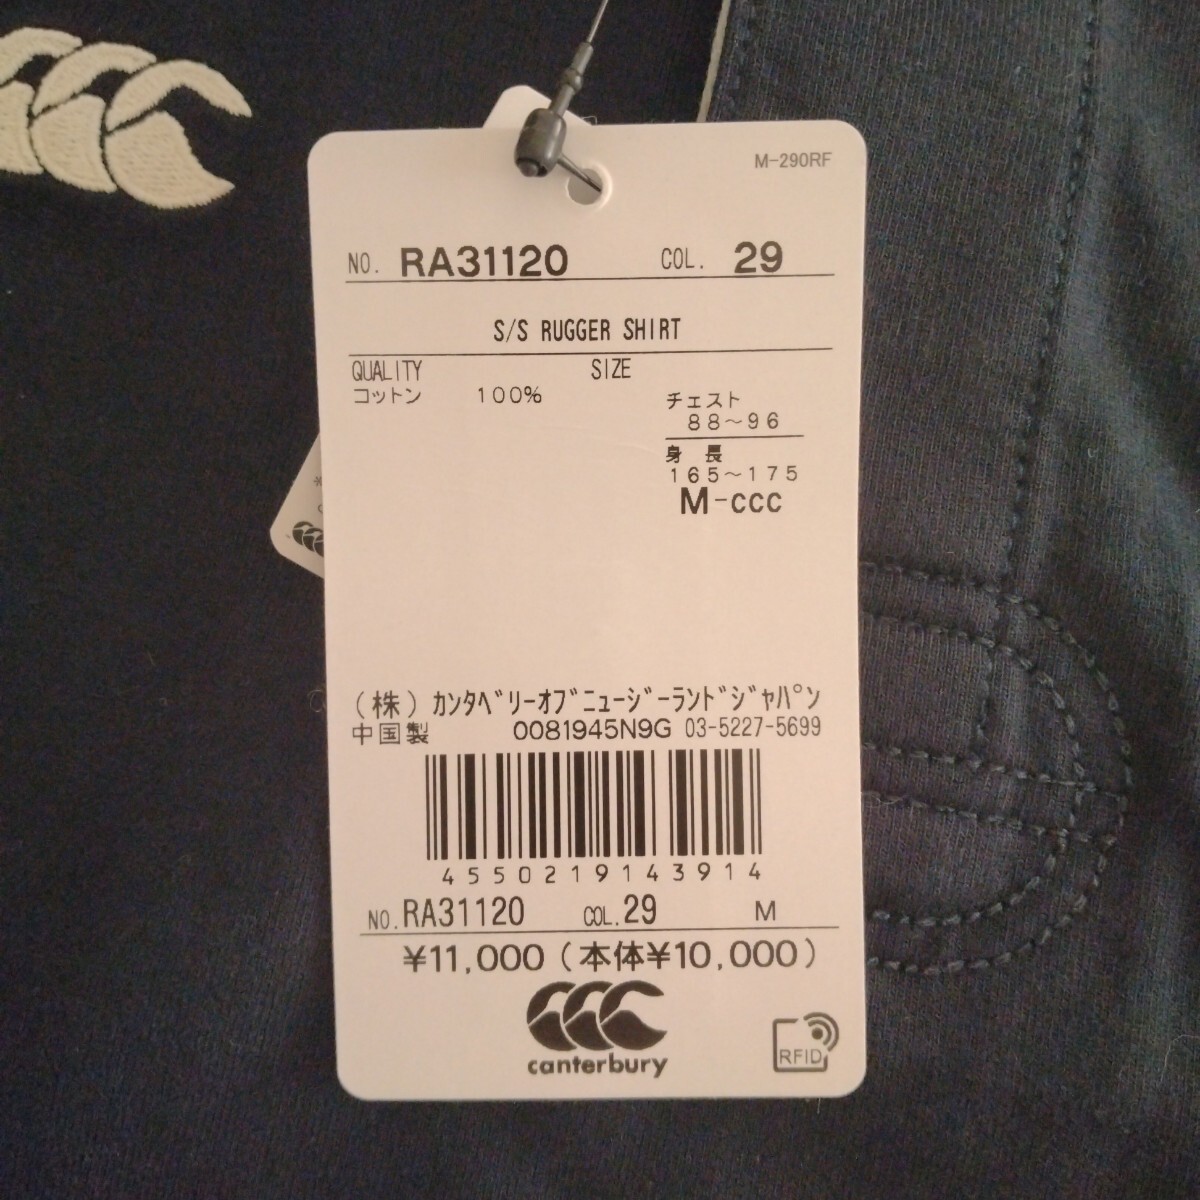 M-290RF
NO. RA31120 COL. 29
S/S RUGGER SHIRT
QUALITY SIZE
コットン 100%
チェスト
88~96
身長
165~175
M-ccc
(株) ｶﾝﾀﾍﾞﾘｰｵﾌﾞﾆｭｰｼﾞｰﾗﾝﾄﾞｼﾞｬﾊﾟﾝ
中国製 0081945N9G 03-5227-5699
4550219143914
NO. RA31120 COL. 29 M
¥11,000 (本体¥10,000)
canterbury
RFID